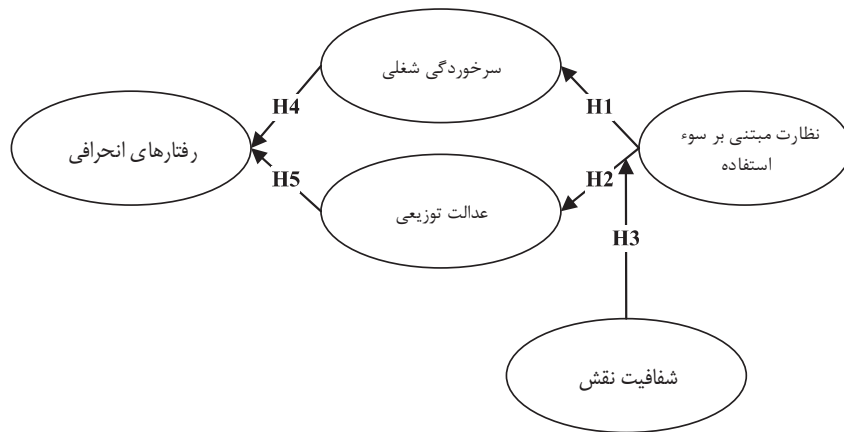 سرخوردگی شغلی
H4
H1
رفتارهای انحرافی
نظارت مبتنی بر سوء
استفاده
H5
H2
عدالت توزیعی
H3
شفافیت نقش